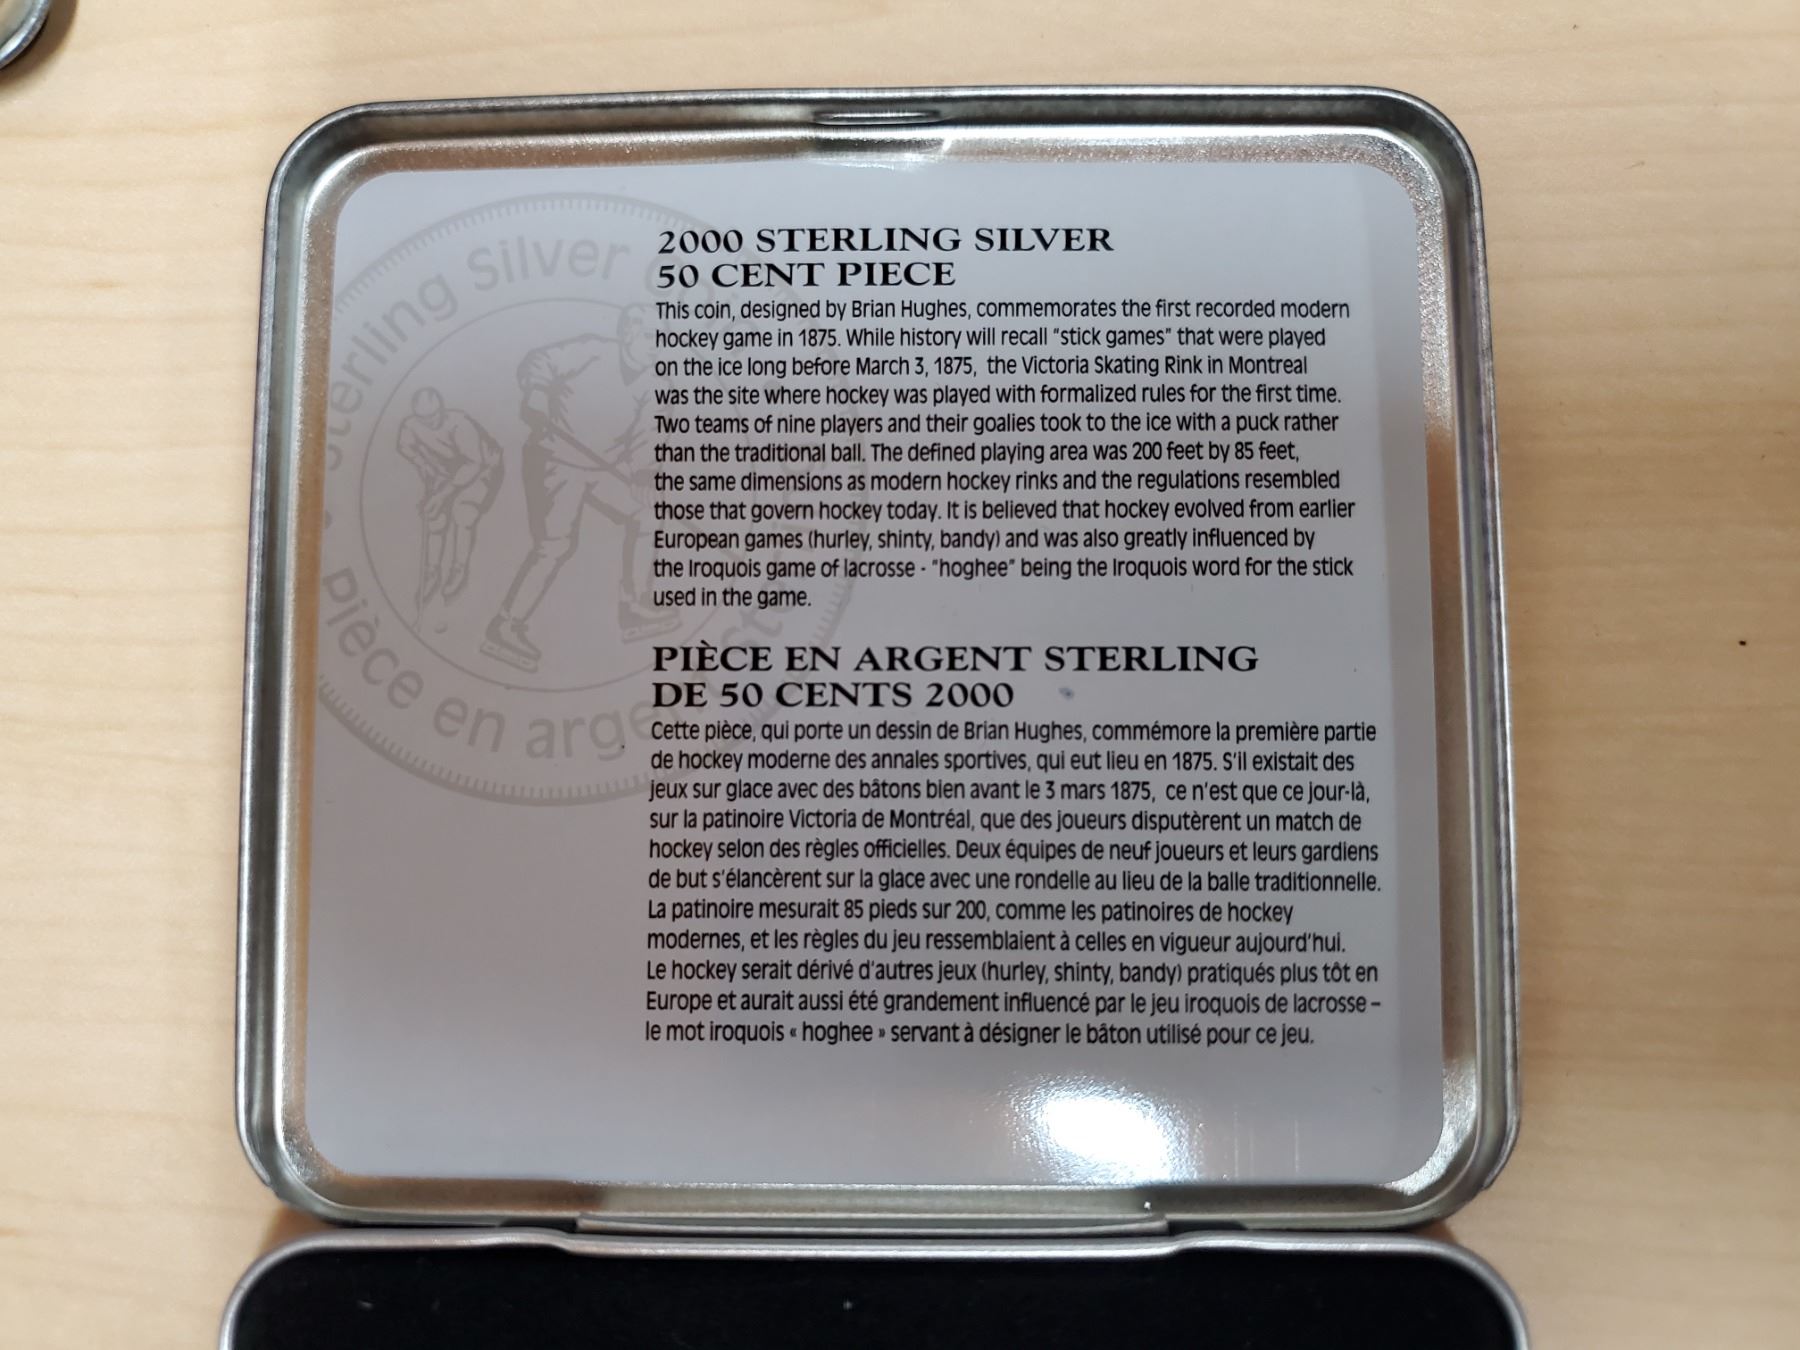 2000 STERLING SILVER
50 CENT PIECE
This coin, designed by Brian Hughes, commemorates the first recorded modern
hockey game in 1875. While history will recall "stick games" that were played
on the ice long before March 3, 1875, the Victoria Skating Rink in Montreal
was the site where hockey was played with formalized rules for the first time.
Two teams of nine players and their goalies took to the ice with a puck rather
than the traditional ball. The defined playing area was 200 feet by 85 feet,
the same dimensions as modern hockey rinks and the regulations resembled
those that govern hockey today. It is believed that hockey evolved from earlier
European games (hurley, shinty, bandy) and was also greatly influenced by
the Iroquois game of lacrosse - "hoghee" being the Iroquois word for the stick
used in the game.
PIÈCE EN ARGENT STERLING
DE 50 CENTS 2000
Cette pièce, qui porte un dessin de Brian Hughes, commémore la première partie
de hockey moderne des annales sportives, qui eut lieu en 1875. S'il existait des
jeux sur glace avec des bâtons bien avant le 3 mars 1875, ce n'est que ce jour-là,
sur la patinoire Victoria de Montréal, que des joueurs disputèrent un match de
hockey selon des règles officielles. Deux équipes de neuf joueurs et leurs gardiens
de but s'élancèrent sur la glace avec une rondelle au lieu de la balle traditionnelle.
La patinoire mesurait 85 pieds sur 200, comme les patinoires de hockey
modernes, et les règles du jeu ressemblaient à celles en vigueur aujourd'hui.
Le hockey serait dérivé d'autres jeux (hurley, shinty, bandy) pratiqués plus tôt en
Europe et aurait aussi été grandement influencé par le jeu iroquois de lacrosse –
le mot iroquois « hoghee » servant à désigner le bâton utilisé pour ce jeu.
Sterling Silver
Pièce en argent sterling